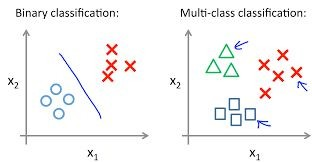 Binary classification:
Multi-class classification:
x2
x1
x2
x1